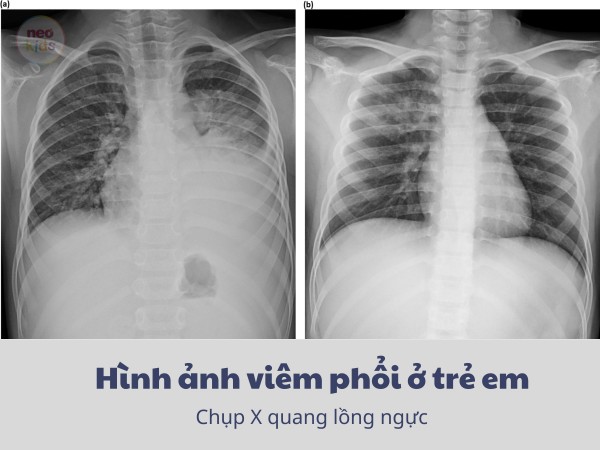 (a)
(b)
neo
kids
Hình ảnh viêm phổi ở trẻ em
Chụp X quang lồng ngực